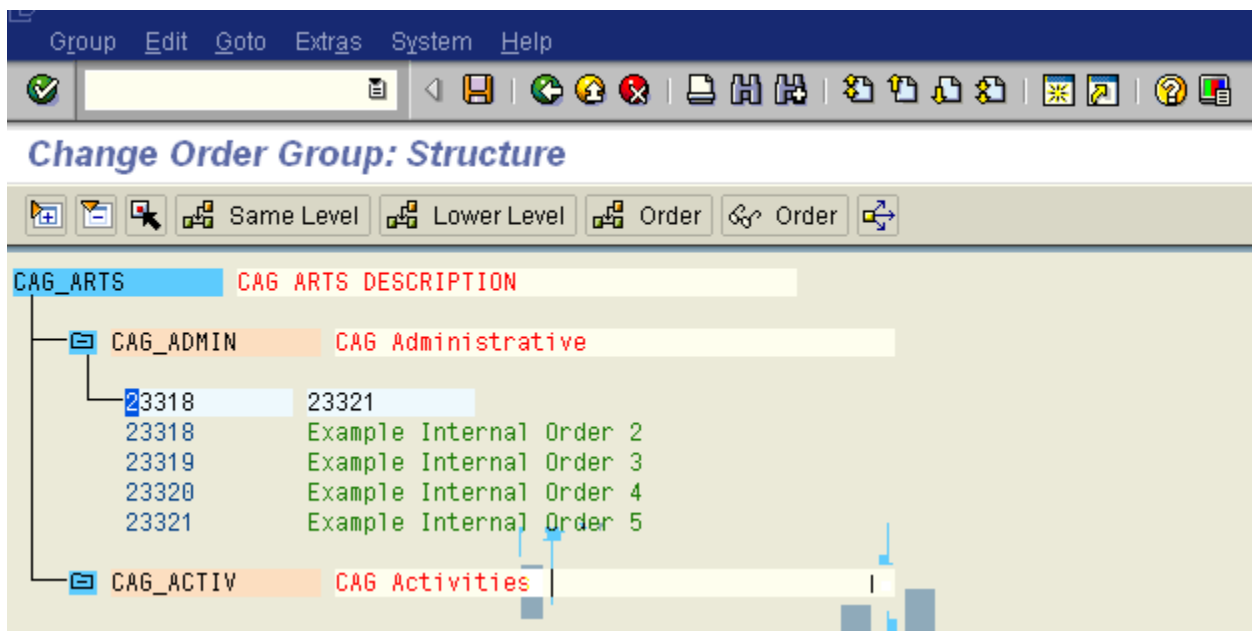 Group Edit Goto Extras System Help
Change Order Group: Structure
Same Level Lower Level Order Order
CAG_ARTS CAG ARTS DESCRIPTION
CAG_ADMIN CAG Administrative
23318 23321
23318 Example Internal Order 2
23319 Example Internal Order 3
23320 Example Internal Order 4
23321 Example Internal Order 5
CAG_ACTIV CAG Activities